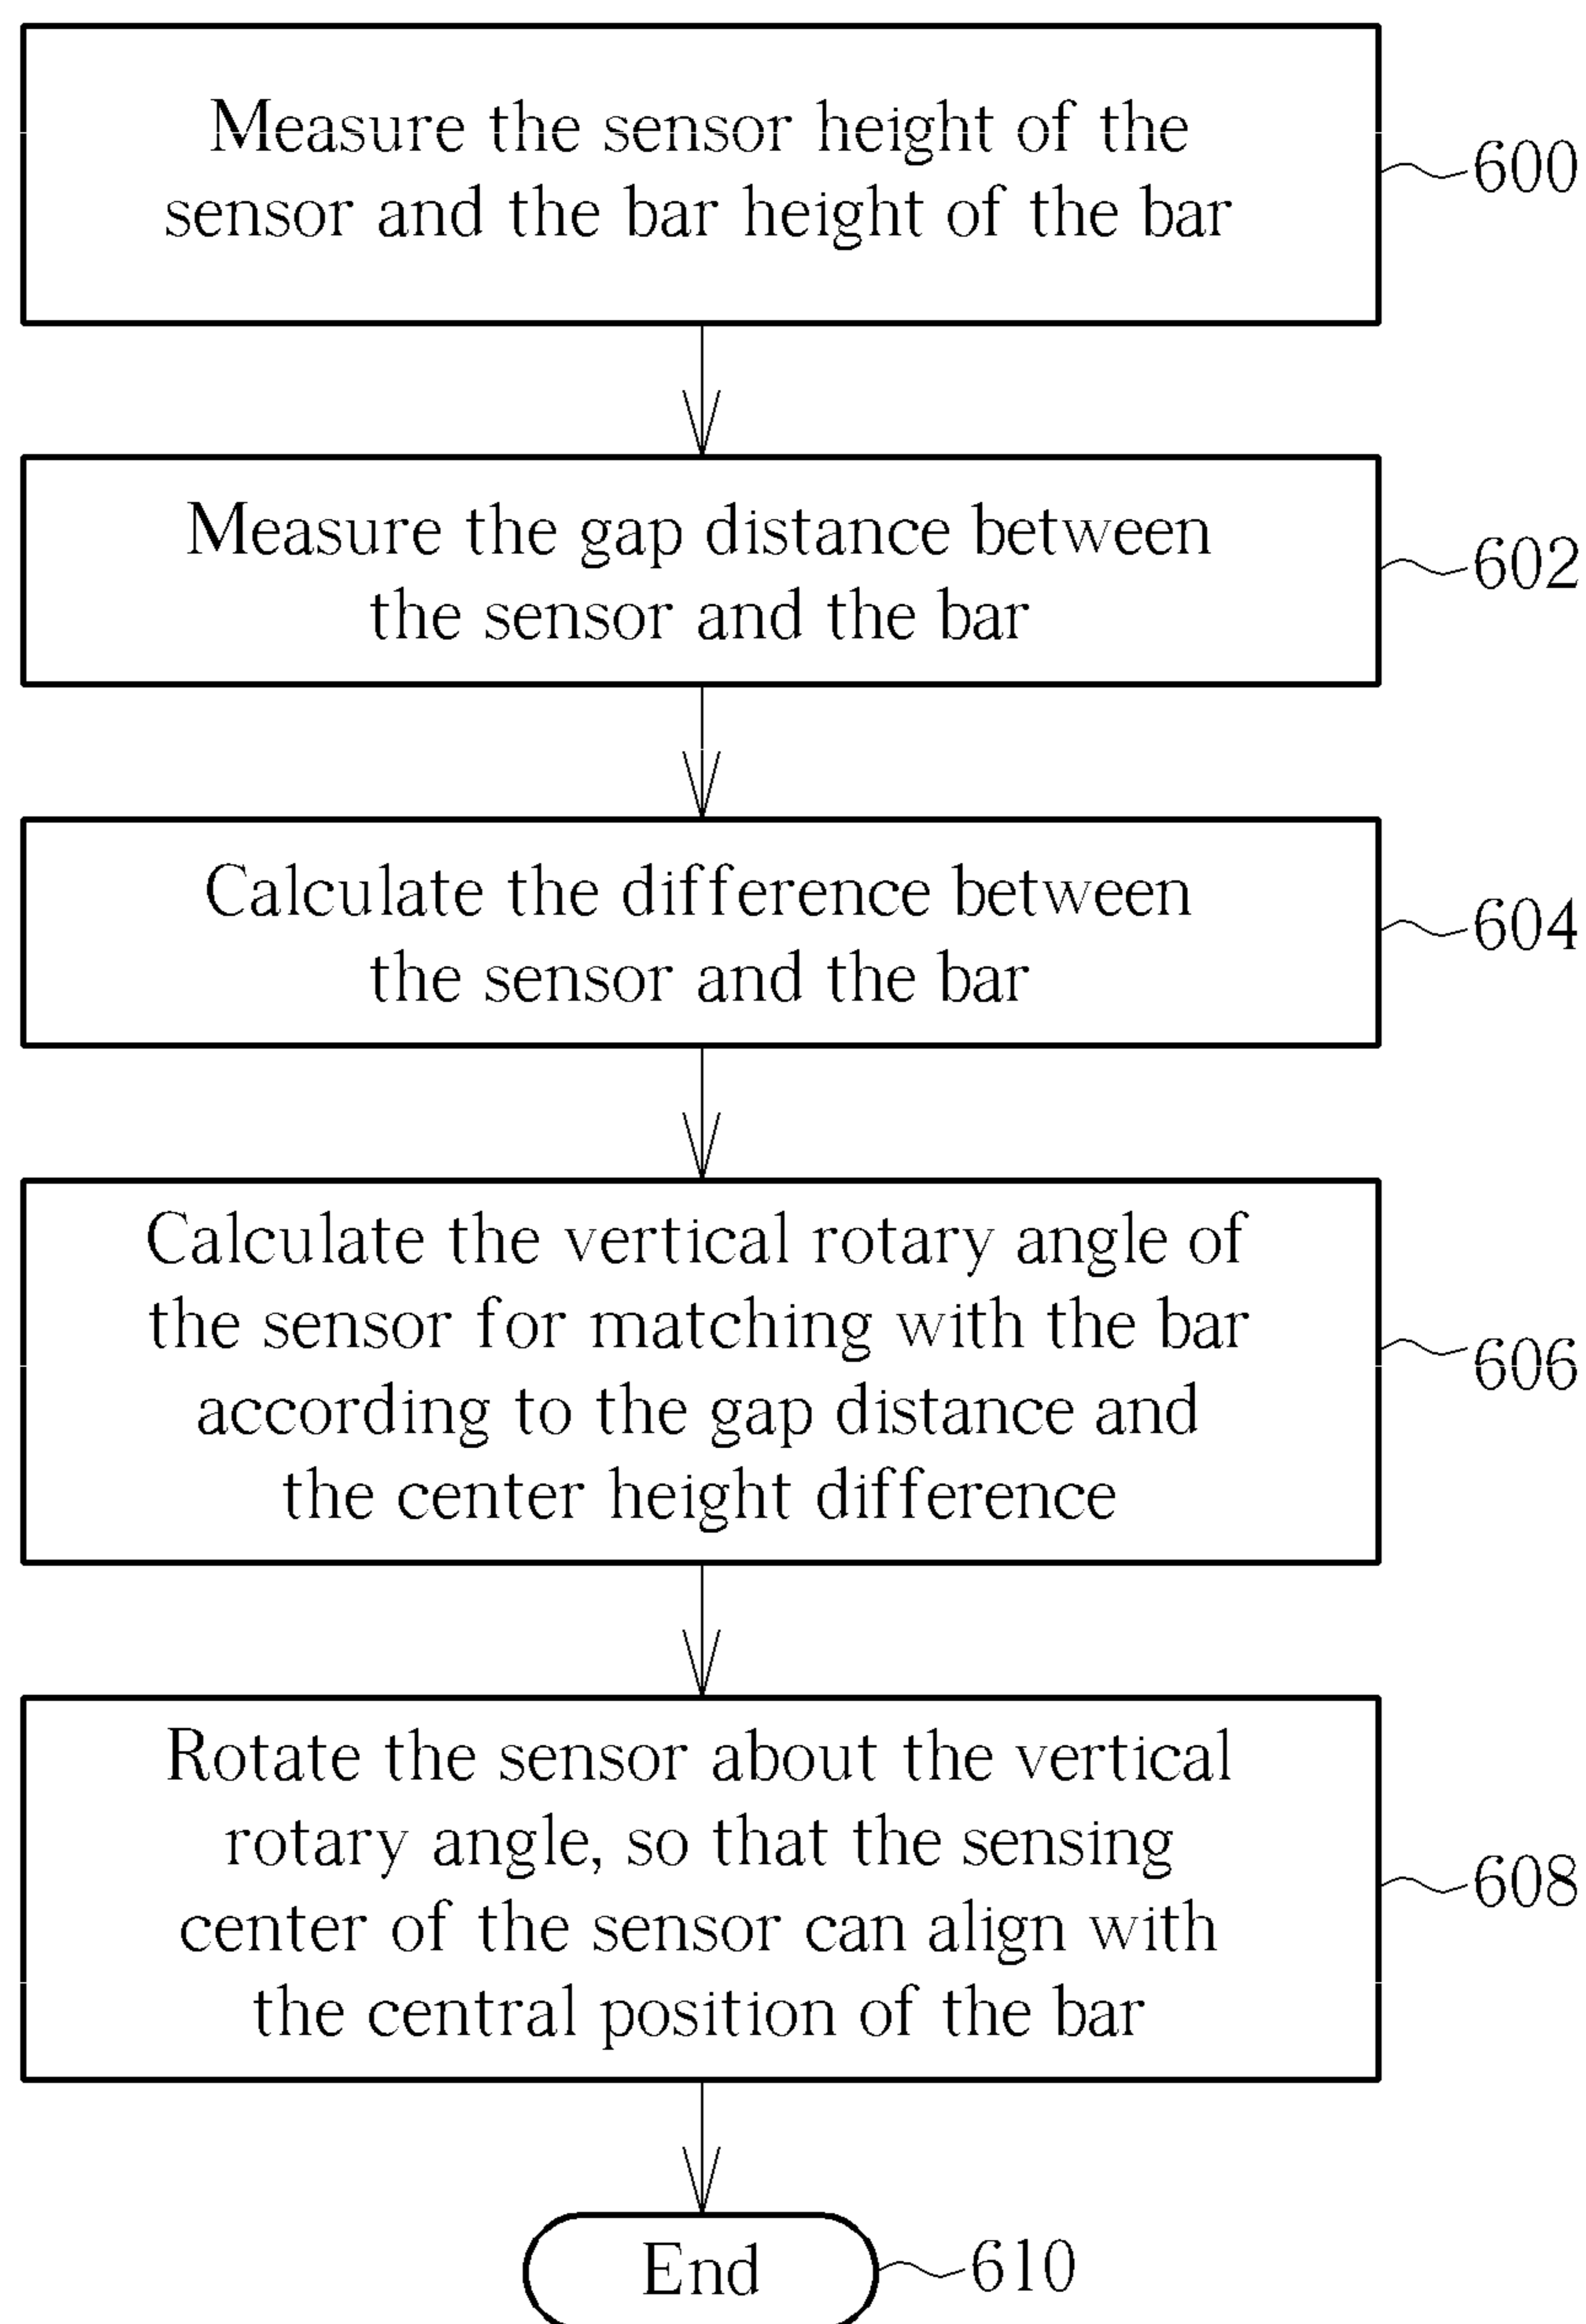 Measure the sensor height of the
sensor and the bar height of the bar
600
Measure the gap distance between
the sensor and the bar
602
Calculate the difference between
the sensor and the bar
604
Calculate the vertical rotary angle of
the sensor for matching with the bar
according to the gap distance and
the center height difference
606
Rotate the sensor about the vertical
rotary angle, so that the sensing
center of the sensor can align with
the central position of the bar
608
End
610